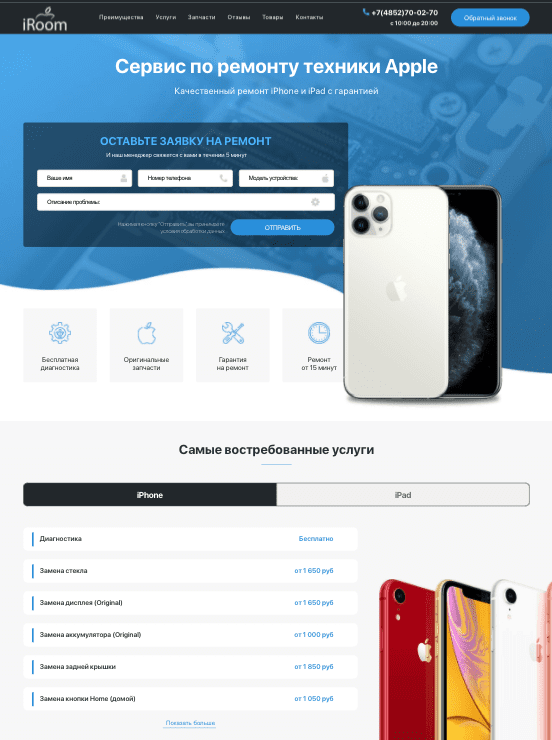 iRoom
Преимущества Услуги Запчасти Отзывы Товары Контакты
+7(4852)70-02-70
с 10:00 до 20:00
Обратный звонок
Сервис по ремонту техники Apple
Качественный ремонт iPhone и iPad с гарантией
ОСТАВЬТЕ ЗАЯВКУ НА РЕМОНТ
И наш менеджер свяжется с вами в течении 5 минут
Ваше имя
Номер телефона
Модель устройства:
Описание проблемы:
Нажимая кнопку "Отправить", вы принимаете
условия обработки данных
ОТПРАВИТЬ
Бесплатная
диагностика
Оригинальные
запчасти
Гарантия
на ремонт
Ремонт
от 15 минут
Самые востребованные услуги
iPhone
iPad
Диагностика Бесплатно
Замена стекла от 1 650 руб
Замена дисплея (Original) от 1 650 руб
Замена аккумулятора (Original) от 1 000 руб
Замена задней крышки от 1 850 руб
Замена кнопки Home (домой) от 1 050 руб
Показать больше